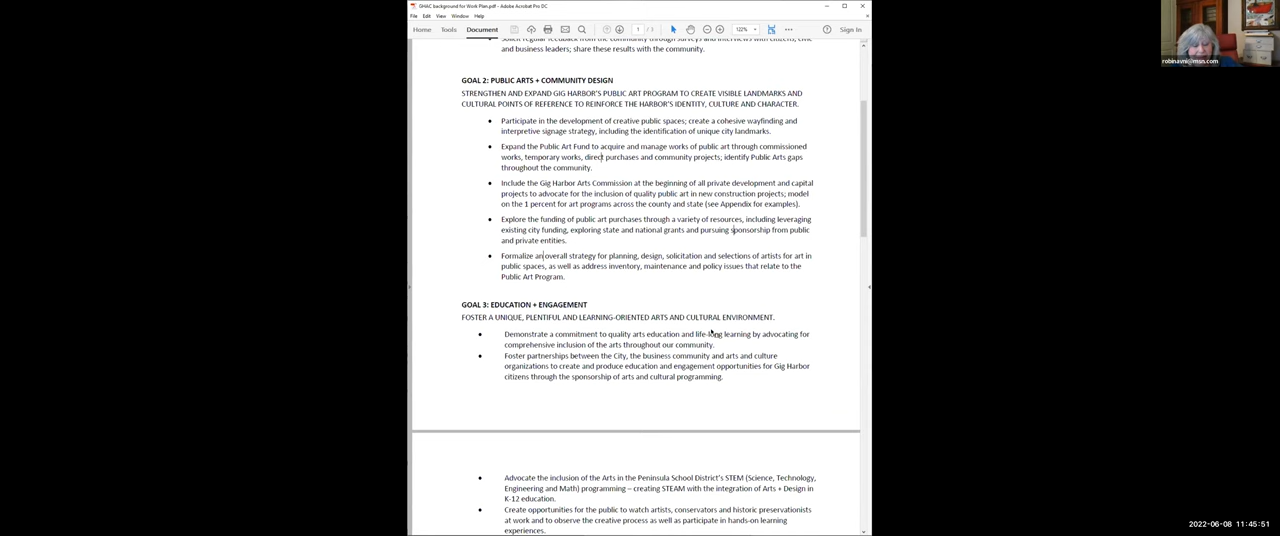 GHAC background for Work Plan.pdf - Adobe Acrobat Pro DC
File Edit View Window Help
Home Tools Document 1 / 3 122% Sign In
robinavni@msn.com
Solicit regular feedback from the community through surveys and interviews with citizens, civic
and business leaders; share these results with the community.
GOAL 2: PUBLIC ARTS + COMMUNITY DESIGN
STRENGTHEN AND EXPAND GIG HARBOR'S PUBLIC ART PROGRAM TO CREATE VISIBLE LANDMARKS AND
CULTURAL POINTS OF REFERENCE TO REINFORCE THE HARBOR'S IDENTITY, CULTURE AND CHARACTER.
• Participate in the development of creative public spaces; create a cohesive wayfinding and
interpretive signage strategy, including the identification of unique city landmarks.
• Expand the Public Art Fund to acquire and manage works of public art through commissioned
works, temporary works, direct purchases and community projects; identify Public Arts gaps
throughout the community.
• Include the Gig Harbor Arts Commission at the beginning of all private development and capital
projects to advocate for the inclusion of quality public art in new construction projects; model
on the 1 percent for art programs across the county and state (see Appendix for examples).
• Explore the funding of public art purchases through a variety of resources, including leveraging
existing city funding, exploring state and national grants and pursuing sponsorship from public
and private entities.
• Formalize an overall strategy for planning, design, solicitation and selections of artists for art in
public spaces, as well as address inventory, maintenance and policy issues that relate to the
Public Art Program.
GOAL 3: EDUCATION + ENGAGEMENT
FOSTER A UNIQUE, PLENTIFUL AND LEARNING-ORIENTED ARTS AND CULTURAL ENVIRONMENT.
• Demonstrate a commitment to quality arts education and life-long learning by advocating for
comprehensive inclusion of the arts throughout our community.
• Foster partnerships between the City, the business community and arts and culture
organizations to create and produce education and engagement opportunities for Gig Harbor
citizens through the sponsorship of arts and cultural programming.
• Advocate the inclusion of the Arts in the Peninsula School District's STEM (Science, Technology,
Engineering and Math) programming – creating STEAM with the integration of Arts + Design in
K-12 education.
• Create opportunities for the public to watch artists, conservators and historic preservationists
at work and to observe the creative process as well as participate in hands-on learning
experiences.
2022-06-08 11:45:51